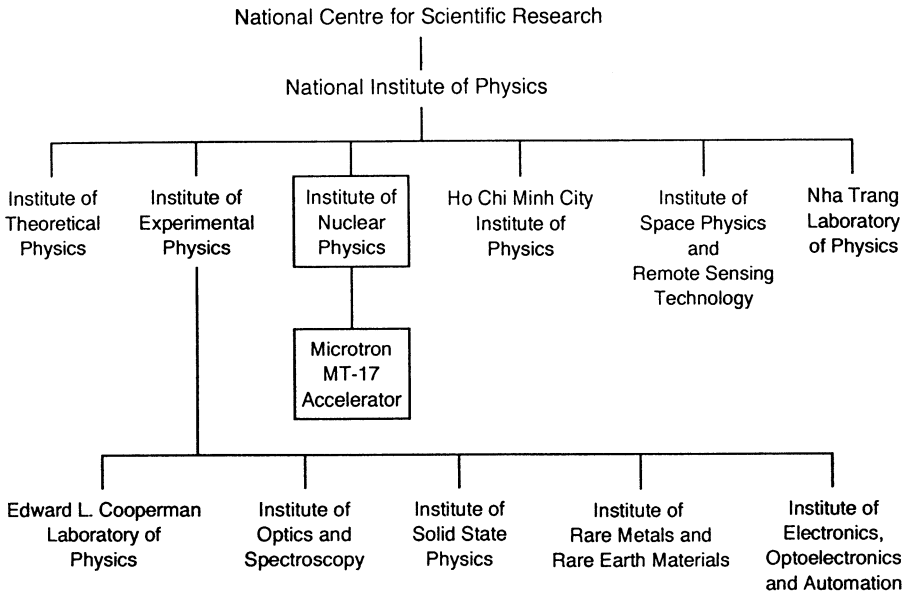 National Centre for Scientific Research
National Institute of Physics
Institute of
Theoretical
Physics
Institute of
Experimental
Physics
Institute of
Nuclear
Physics
Ho Chi Minh City
Institute of
Physics
Institute of
Space Physics
and
Remote Sensing
Technology
Nha Trang
Laboratory
of Physics
Microtron
MT-17
Accelerator
Edward L. Cooperman
Laboratory of
Physics
Institute of
Optics and
Spectroscopy
Institute of
Solid State
Physics
Institute of
Rare Metals and
Rare Earth Materials
Institute of
Electronics,
Optoelectronics
and Automation